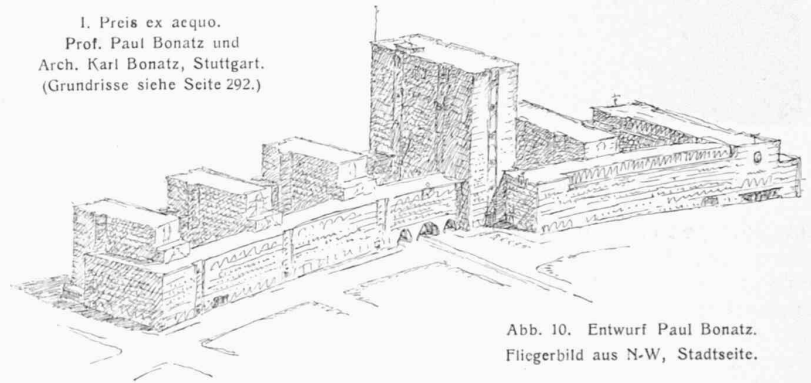 I. Preis ex aequo.
Prof. Paul Bonatz und
Arch. Karl Bonatz, Stuttgart.
(Grundrisse siehe Seite 292.)
Abb. 10. Entwurf Paul Bonatz.
Fliegerbild aus N-W, Stadtseite.